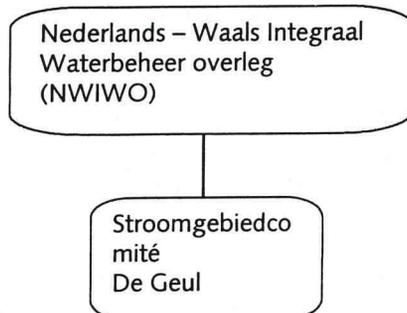 Nederlands – Waals Integraal
Waterbeheer overleg
(NWIWO)
Stroomgebiedco
mité
De Geul